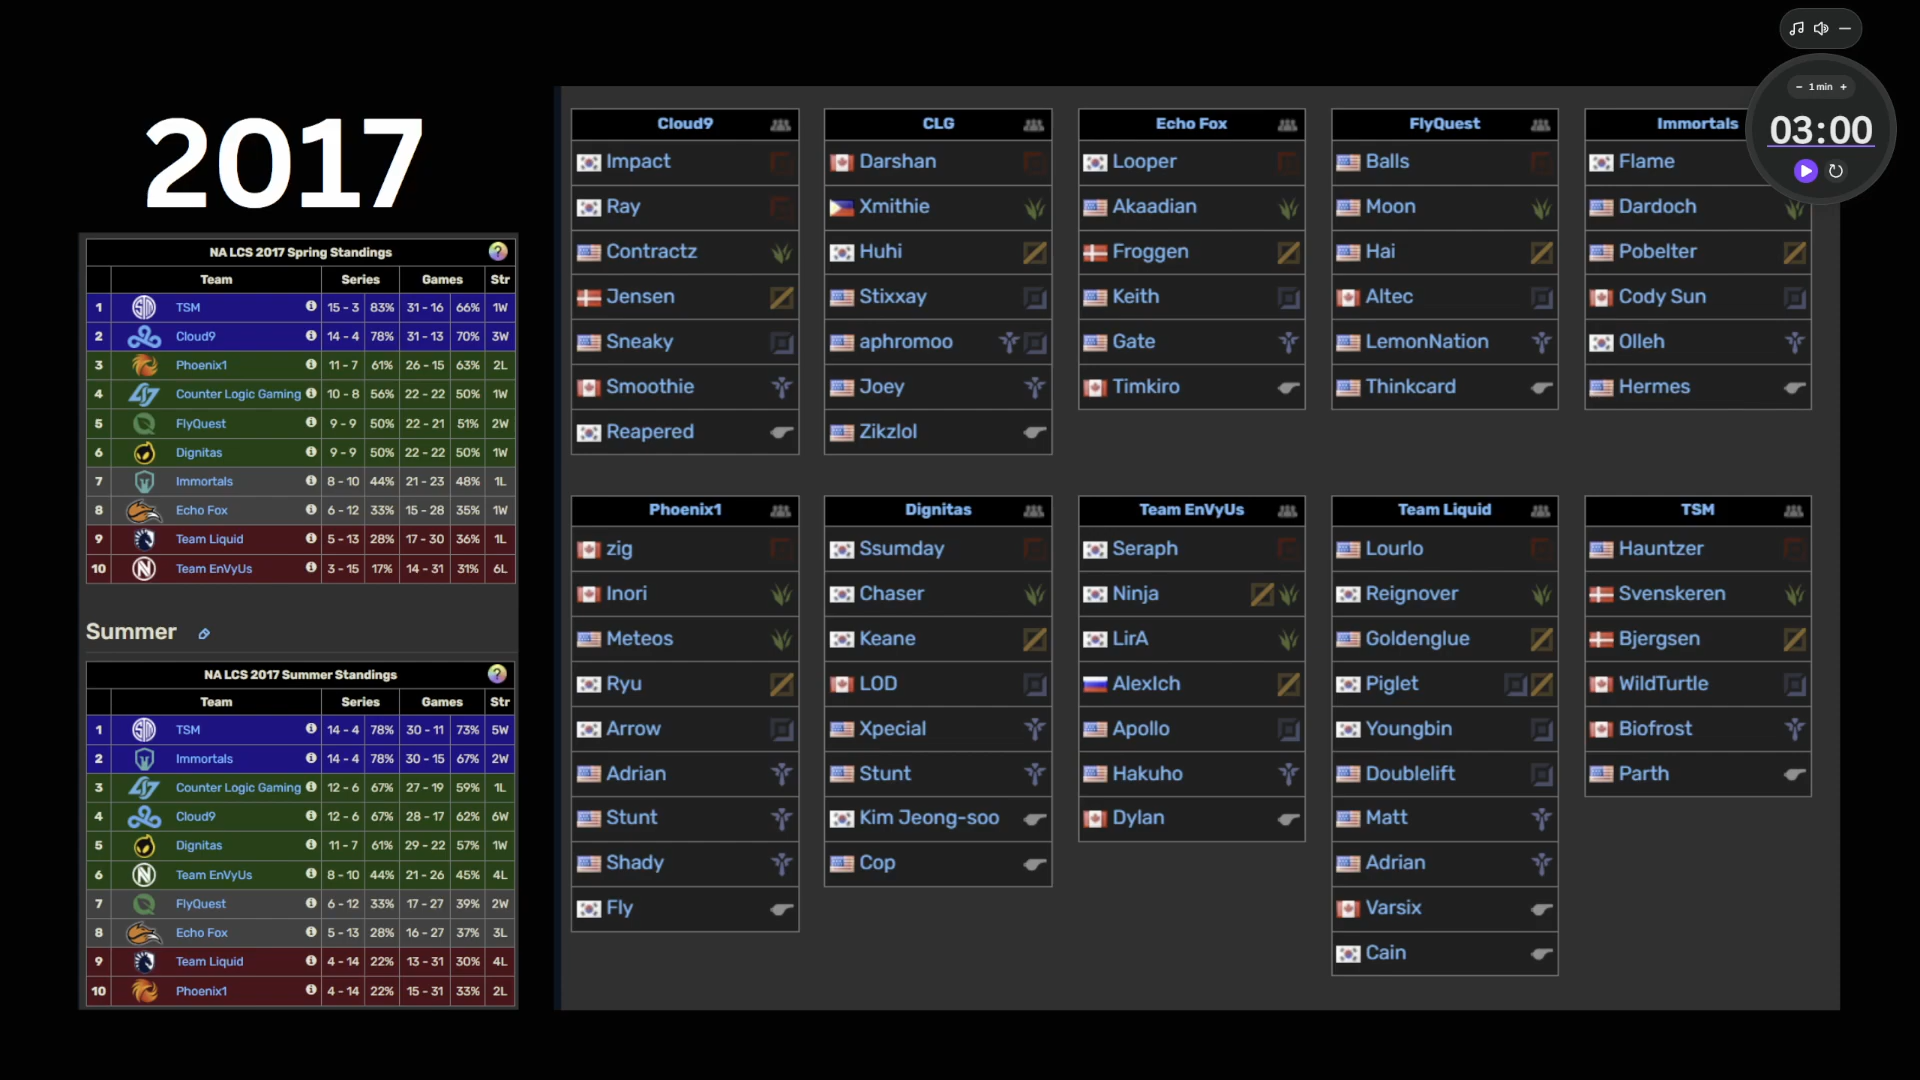 2017
NA LCS 2017 Spring Standings ?
Team Series Games Str
1 TSM 15 - 3 83% 31 - 16 66% 1W
2 Cloud9 14 - 4 78% 31 - 13 70% 3W
3 Phoenix1 11 - 7 61% 26 - 15 63% 2L
4 Counter Logic Gaming 10 - 8 56% 22 - 22 50% 1W
5 FlyQuest 9 - 9 50% 22 - 21 51% 2W
6 Dignitas 9 - 9 50% 22 - 22 50% 1W
7 Immortals 8 - 10 44% 21 - 23 48% 1L
8 Echo Fox 6 - 12 33% 15 - 28 35% 1W
9 Team Liquid 5 - 13 28% 17 - 30 36% 1L
10 Team EnVyUs 3 - 15 17% 14 - 31 31% 6L
Summer
NA LCS 2017 Summer Standings ?
Team Series Games Str
1 TSM 14 - 4 78% 30 - 11 73% 5W
2 Immortals 14 - 4 78% 30 - 15 67% 2W
3 Counter Logic Gaming 12 - 6 67% 27 - 19 59% 1L
4 Cloud9 12 - 6 67% 28 - 17 62% 6W
5 Dignitas 11 - 7 61% 29 - 22 57% 1W
6 Team EnVyUs 8 - 10 44% 21 - 26 45% 4L
7 FlyQuest 6 - 12 33% 17 - 27 39% 2W
8 Echo Fox 5 - 13 28% 16 - 27 37% 3L
9 Team Liquid 4 - 14 22% 13 - 31 30% 4L
10 Phoenix1 4 - 14 22% 15 - 31 33% 2L
Cloud9
Impact
Ray
Contractz
Jensen
Sneaky
Smoothie
Reapered
CLG
Darshan
Xmithie
Huhi
Stixxay
aphromoo
Joey
Zikzlol
Echo Fox
Looper
Akaadian
Froggen
Keith
Gate
Timkiro
FlyQuest
Balls
Moon
Hai
Altec
LemonNation
Thinkcard
Immortals
Flame
Dardoch
Pobelter
Cody Sun
Olleh
Hermes
Phoenix1
zig
Inori
Meteos
Ryu
Arrow
Adrian
Stunt
Shady
Fly
Dignitas
Ssumday
Chaser
Keane
LOD
Xpecial
Stunt
Kim Jeong-soo
Cop
Team EnVyUs
Seraph
Ninja
LirA
AlexIch
Apollo
Hakuho
Dylan
Team Liquid
Lourlo
Reignover
Goldenglue
Piglet
Youngbin
Doublelift
Matt
Adrian
Varsix
Cain
TSM
Hauntzer
Svenskeren
Bjergsen
WildTurtle
Biofrost
Parth
− 1 min +
03:00